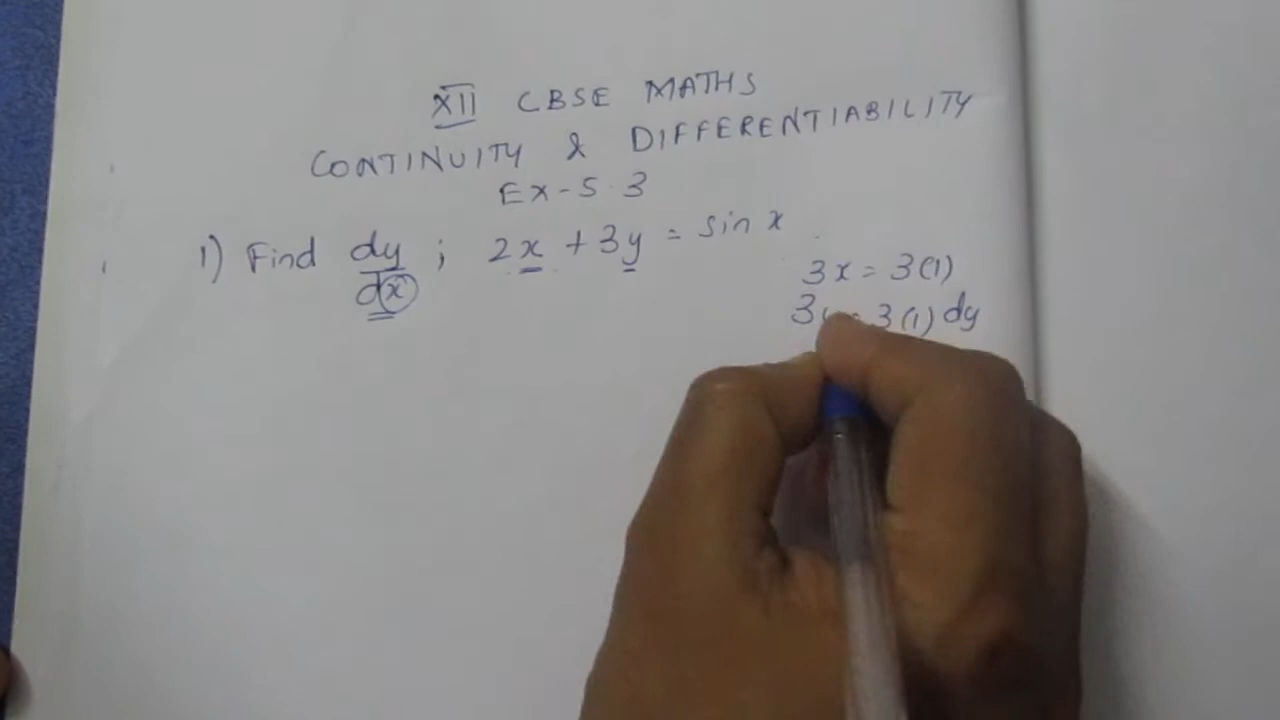 XII CBSE MATHS
CONTINUITY & DIFFERENTIABILITY
Ex-5.3
1) Find dy/dx ; 2x + 3y = sin x
3x = 3(1)
3 = 3(1) dy